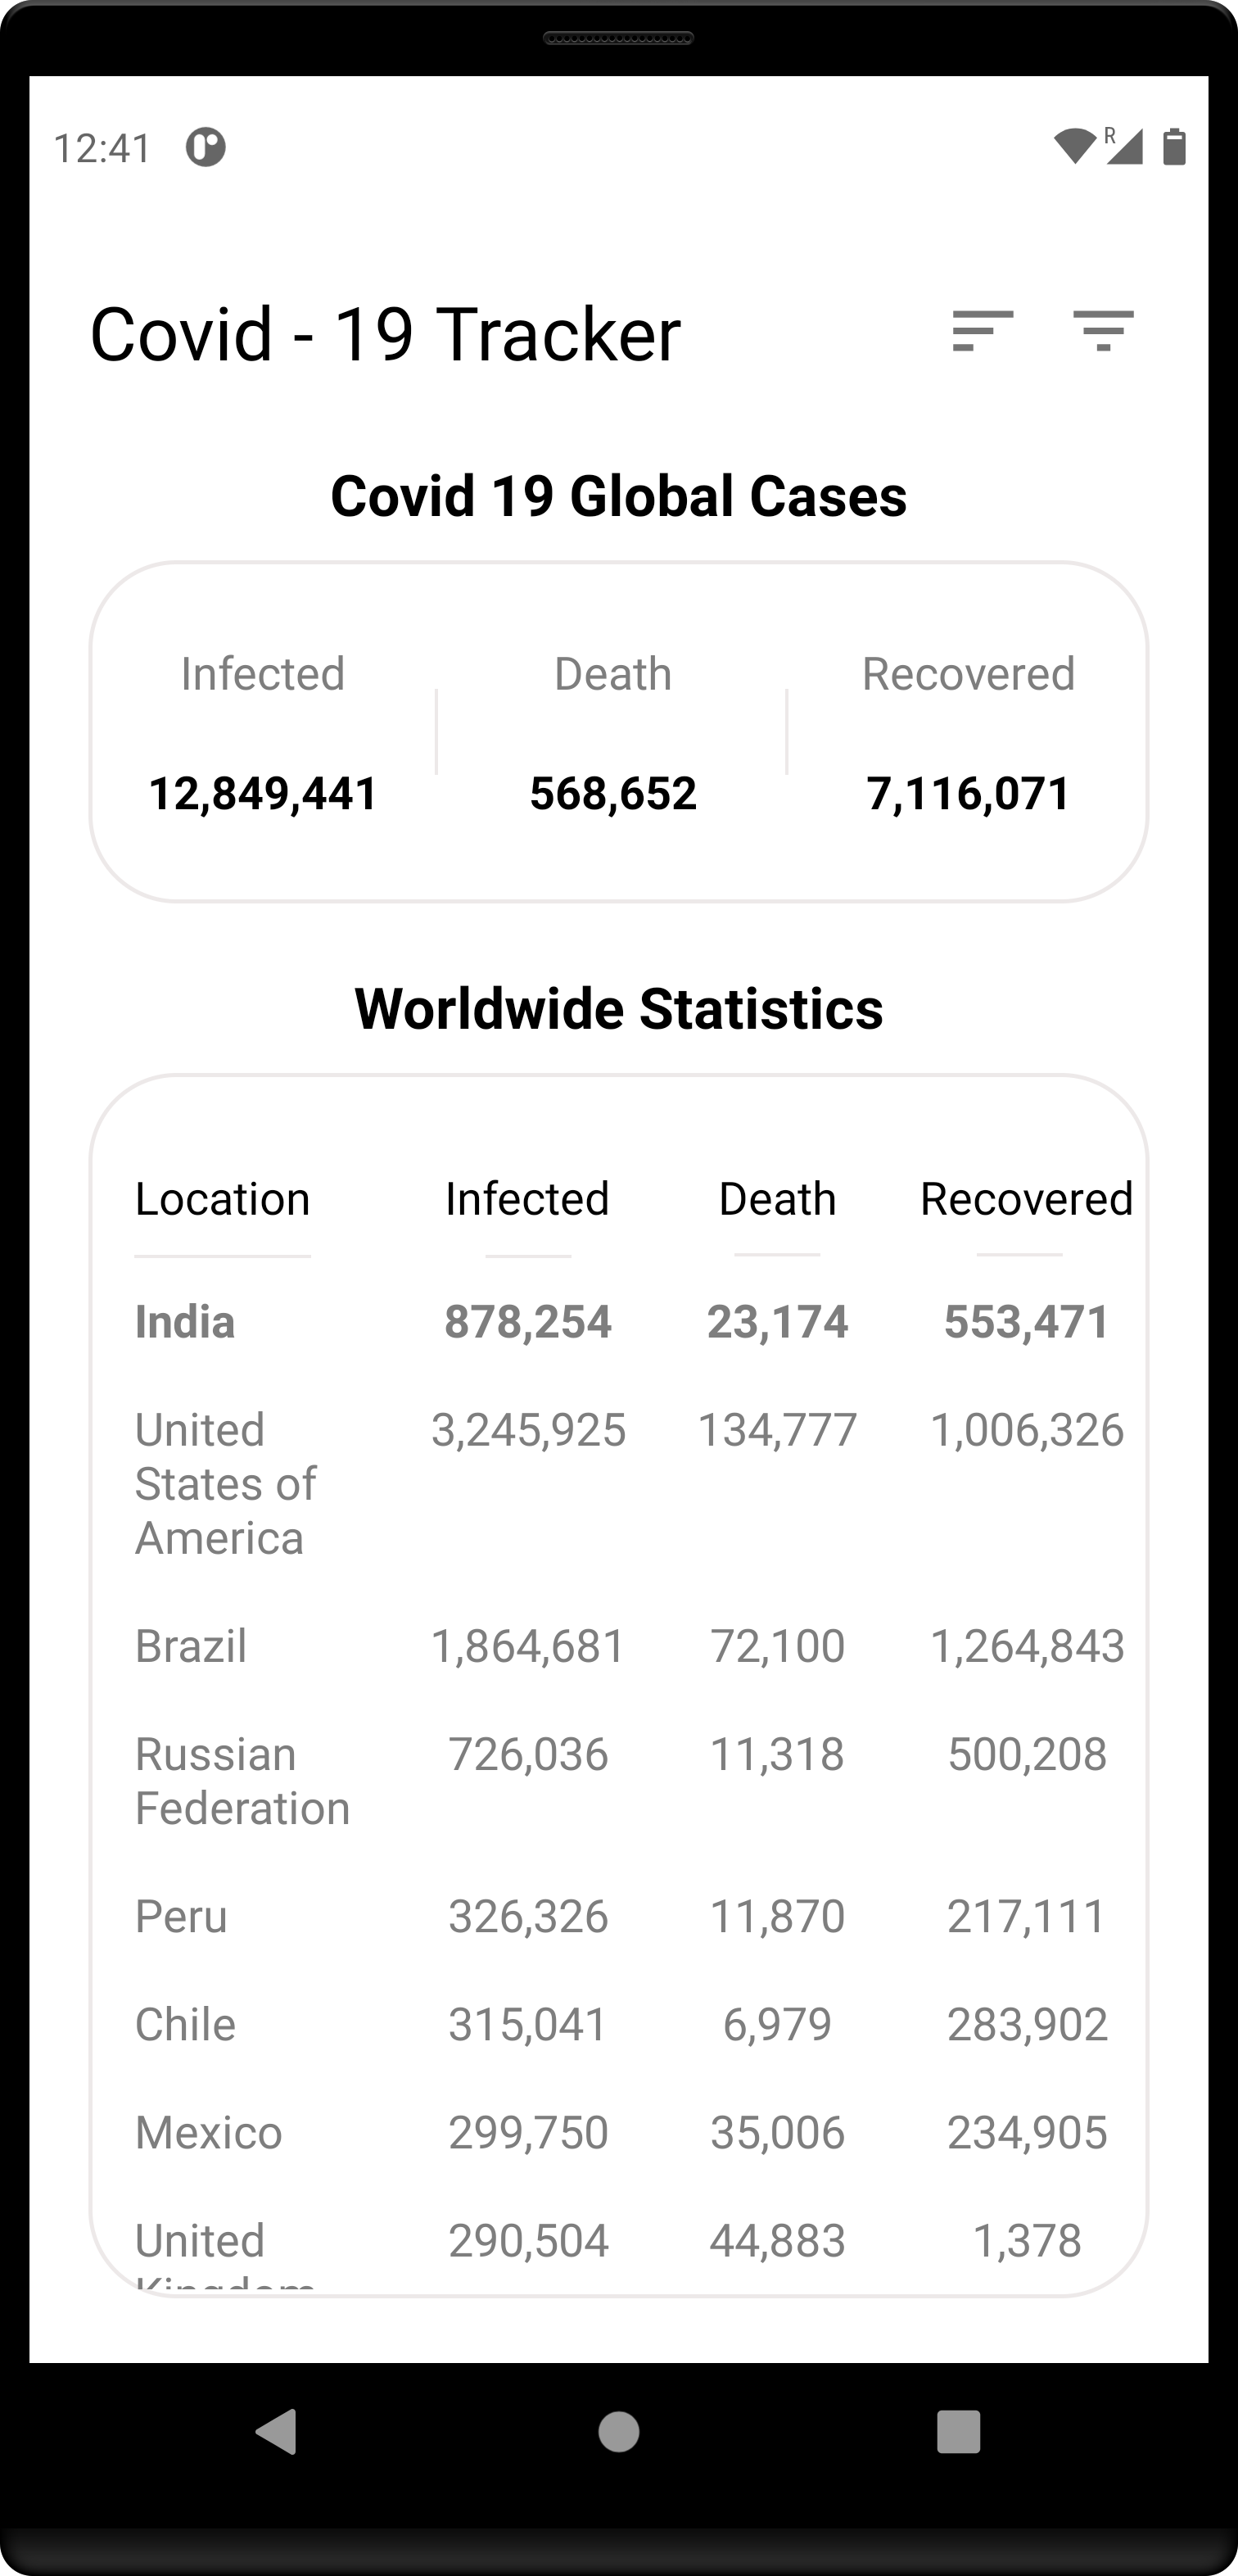 12:41 R
Covid - 19 Tracker
Covid 19 Global Cases
Infected Death Recovered
12,849,441 568,652 7,116,071
Worldwide Statistics
Location Infected Death Recovered
India 878,254 23,174 553,471
United 3,245,925 134,777 1,006,326
States of
America
Brazil 1,864,681 72,100 1,264,843
Russian 726,036 11,318 500,208
Federation
Peru 326,326 11,870 217,111
Chile 315,041 6,979 283,902
Mexico 299,750 35,006 234,905
United 290,504 44,883 1,378
Kingdom